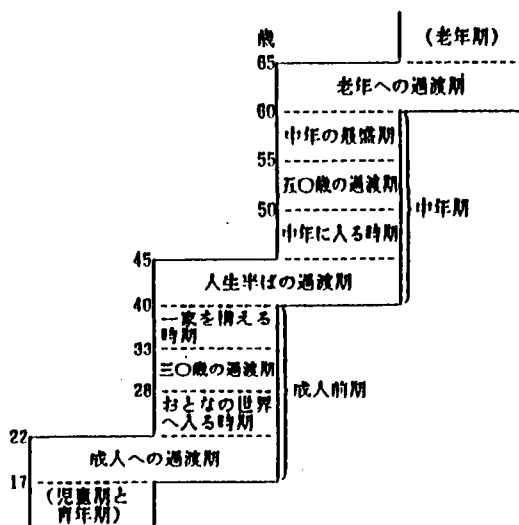 歳
(老年期)
65
老年への過渡期
60
中年の最盛期
55
五〇歳の過渡期
中年期
50
中年に入る時期
45
人生半ばの過渡期
40
一家を構える
時期
33
三〇歳の過渡期
成人前期
28
おとなの世界
へ入る時期
22
成人への過渡期
17
(児童期と
青年期)